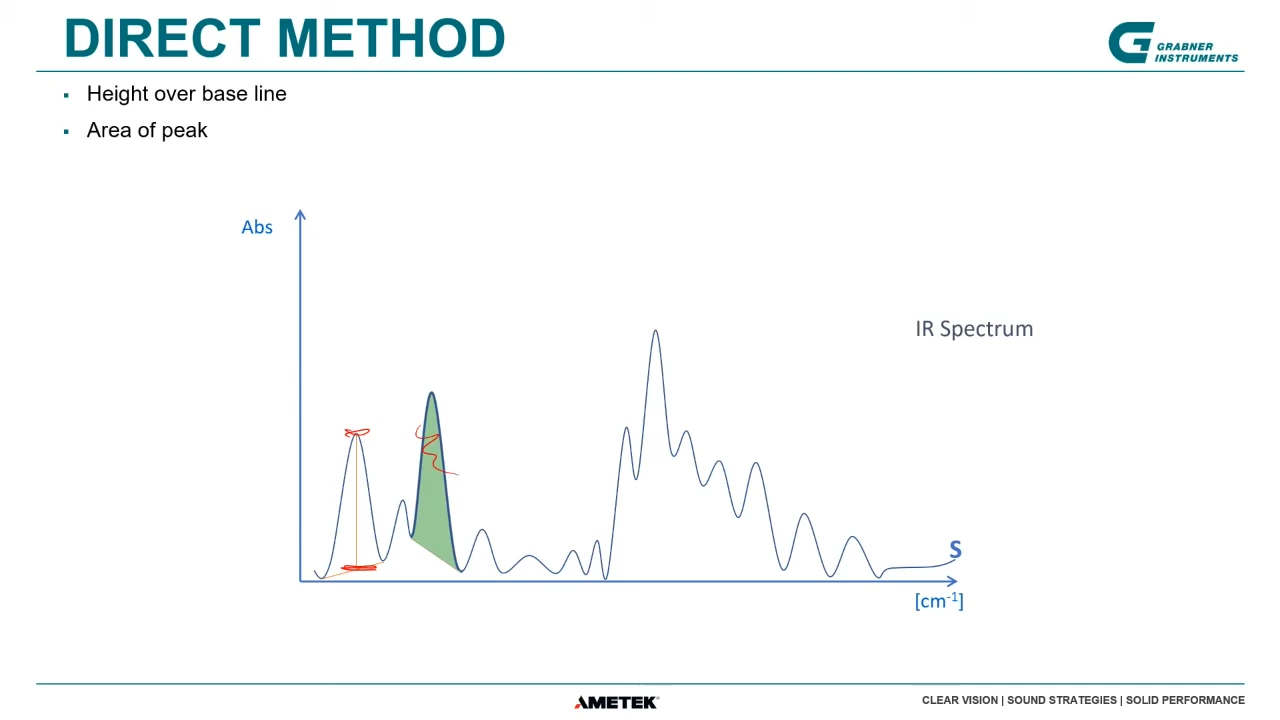 DIRECT METHOD
GRABNER
INSTRUMENTS
▪ Height over base line
▪ Area of peak
Abs
IR Spectrum
S
[cm⁻¹]
AMETEK®
CLEAR VISION | SOUND STRATEGIES | SOLID PERFORMANCE